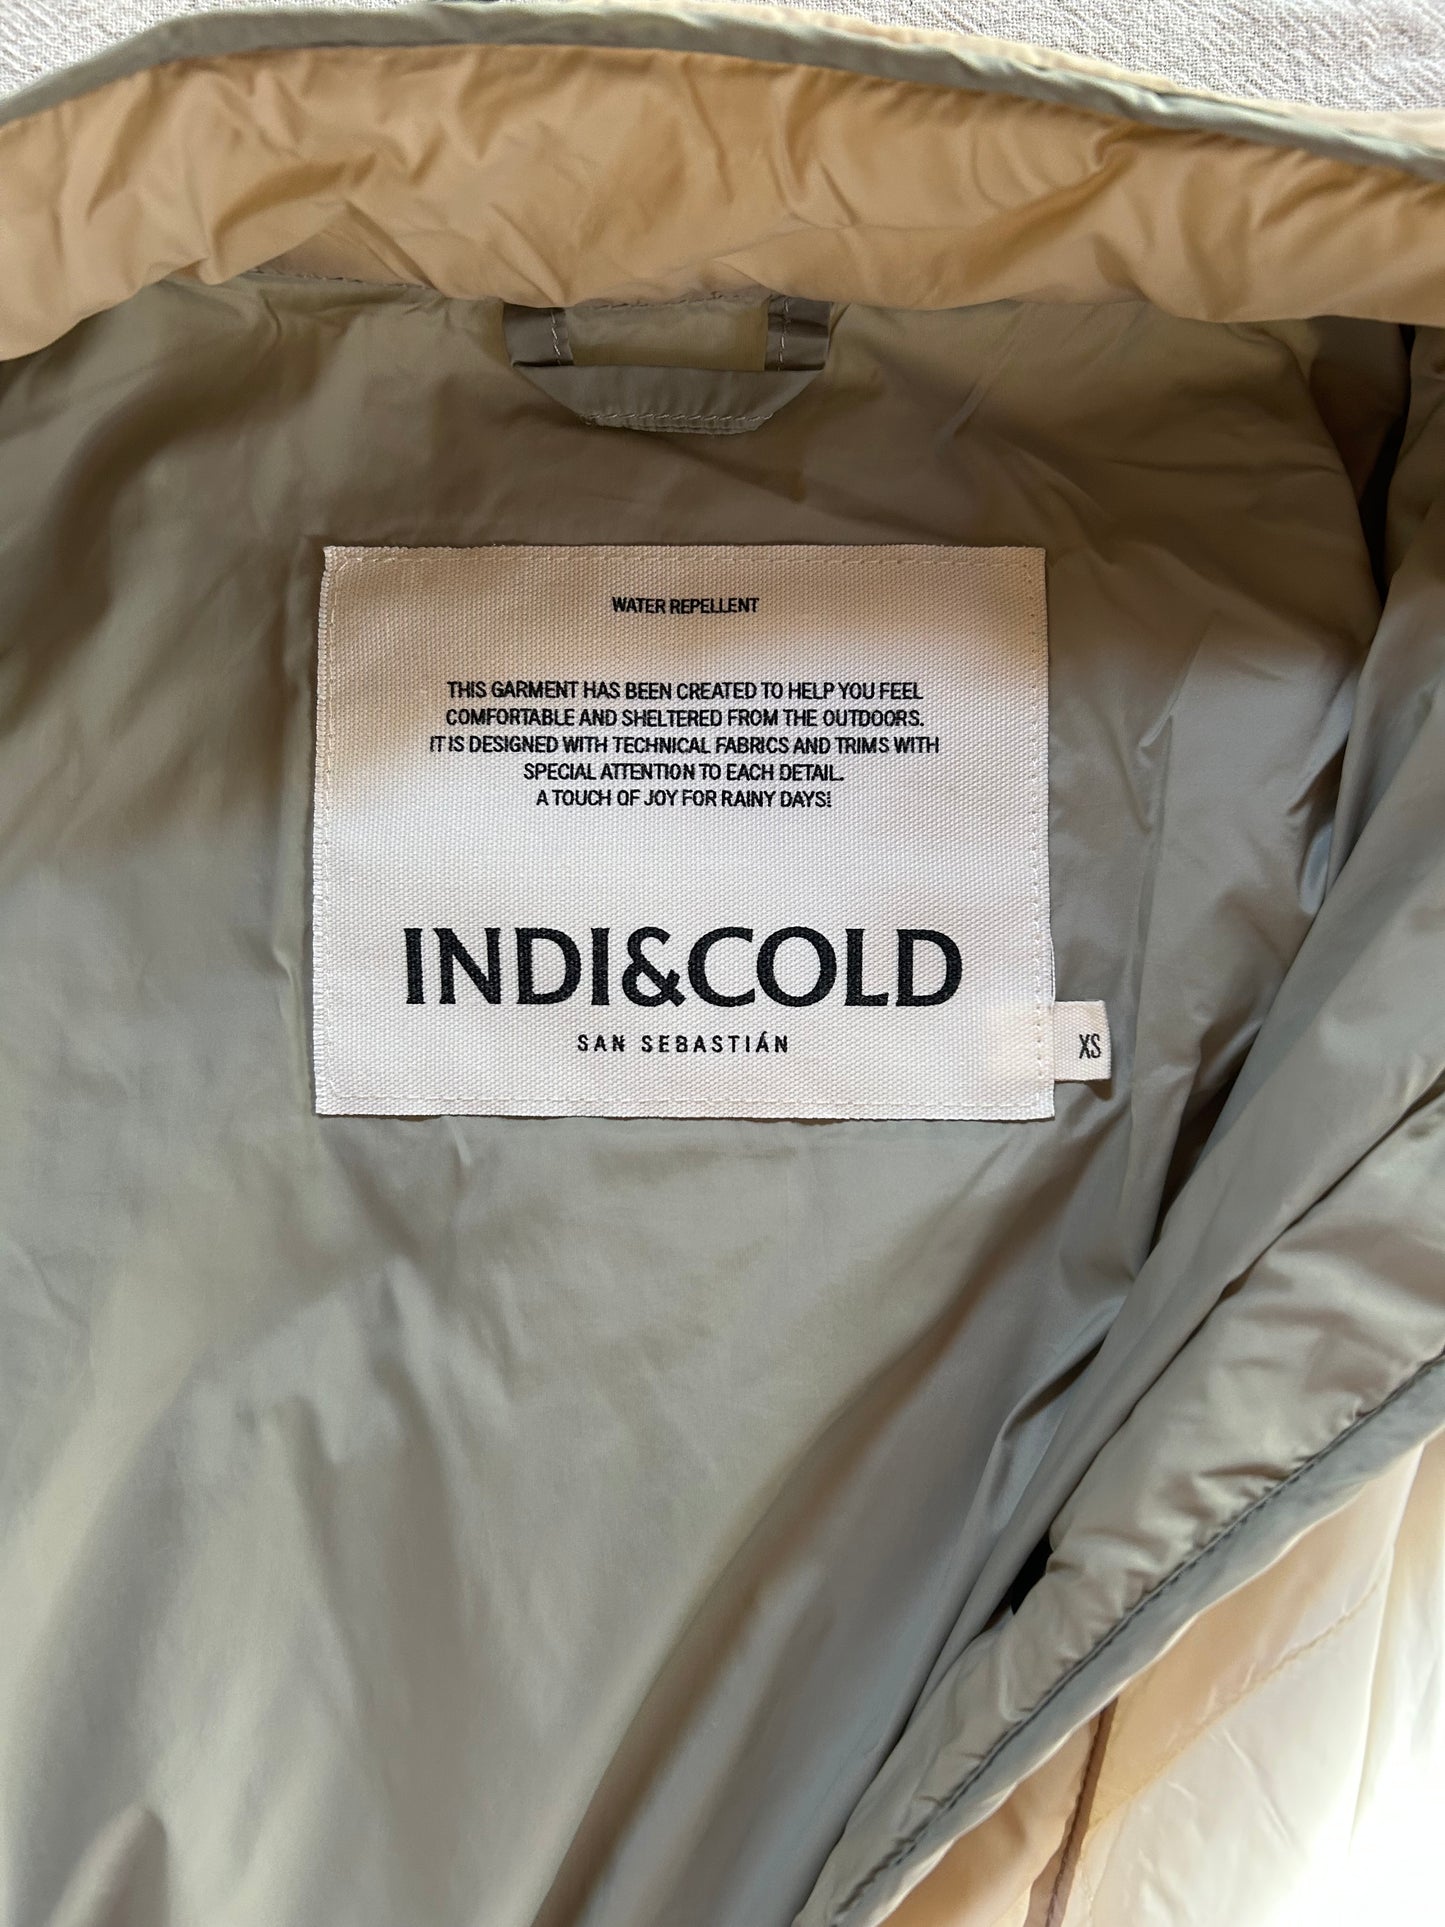 WATER REPELLENT
THIS GARMENT HAS BEEN CREATED TO HELP YOU FEEL
COMFORTABLE AND SHELTERED FROM THE OUTDOORS.
IT IS DESIGNED WITH TECHNICAL FABRICS AND TRIMS WITH
SPECIAL ATTENTION TO EACH DETAIL.
A TOUCH OF JOY FOR RAINY DAYS!
INDI&COLD
SAN SEBASTIÁN
XS